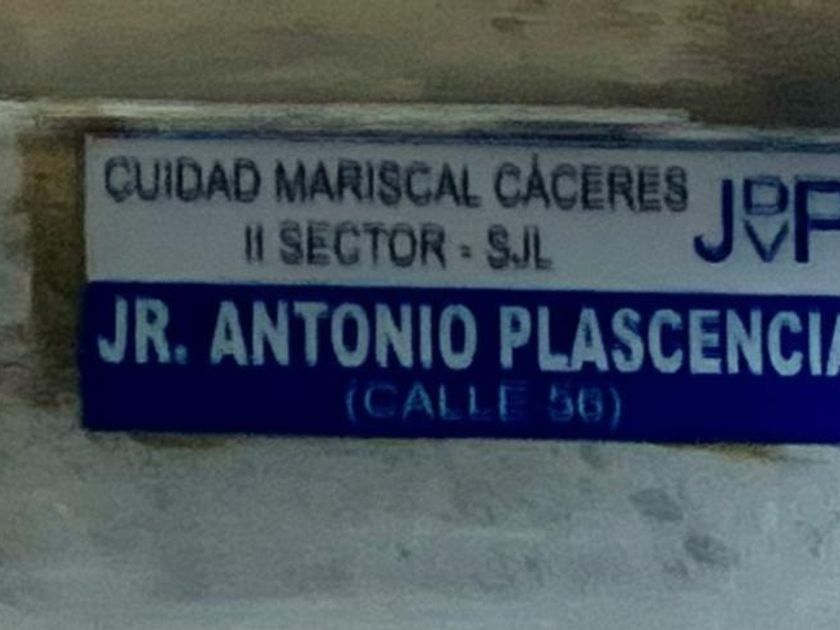 CUIDAD MARISCAL CÁCERES
II SECTOR - SJL
JR. ANTONIO PLASCENCIA
(CALLE 56)